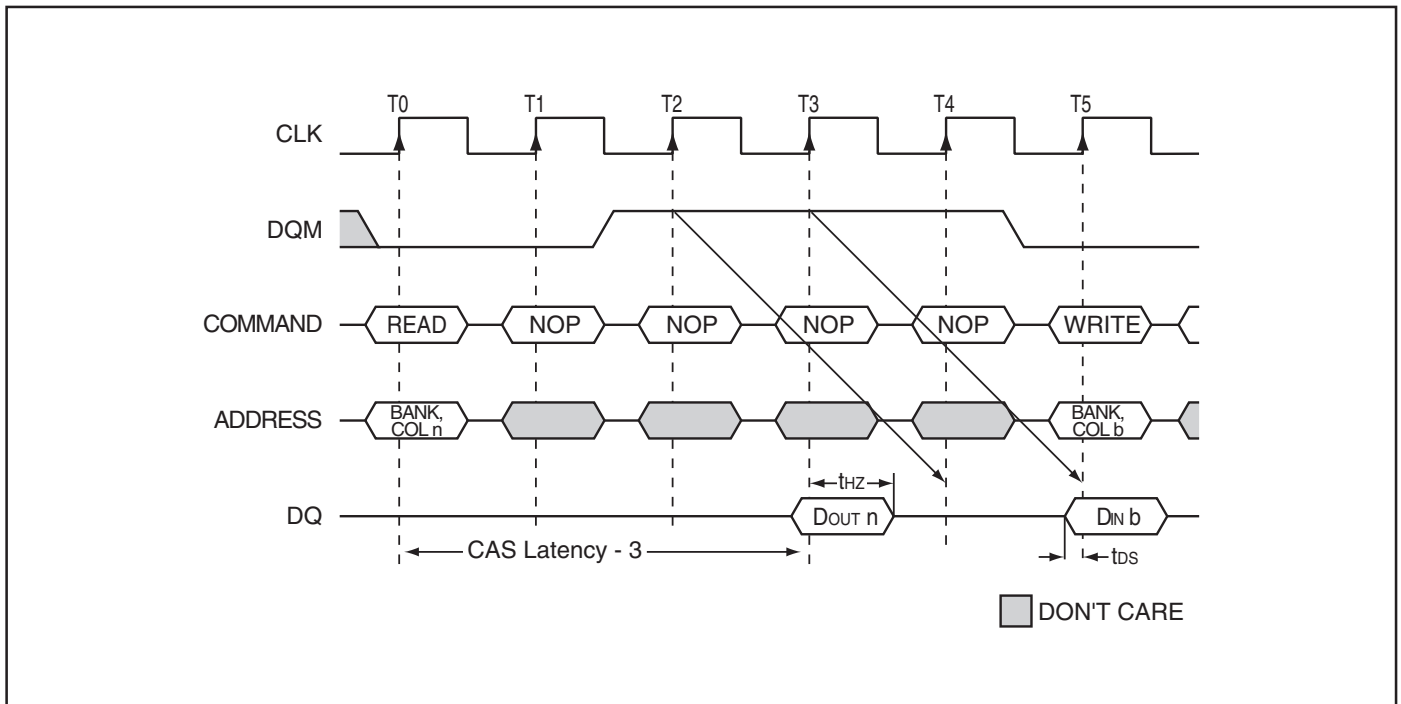 T0 T1 T2 T3 T4 T5
CLK
DQM
COMMAND READ NOP NOP NOP NOP WRITE
ADDRESS BANK, COL n BANK, COL b
tHZ
DQ DOUT n DIN b
CAS Latency - 3 tDS
DON'T CARE